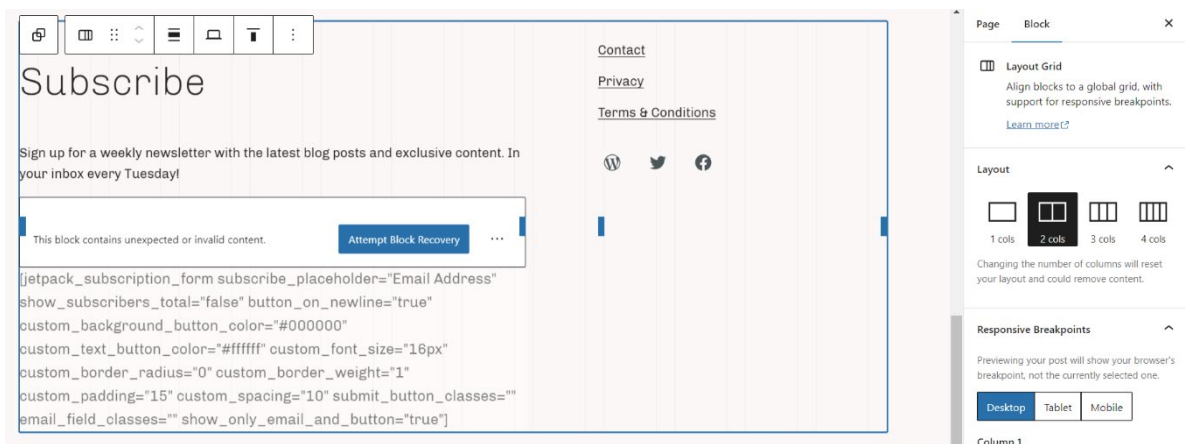 Subscribe
Sign up for a weekly newsletter with the latest blog posts and exclusive content. In
your inbox every Tuesday!
This block contains unexpected or invalid content.
Attempt Block Recovery
[jetpack_subscription_form subscribe_placeholder="Email Address"
show_subscribers_total="false" button_on_newline="true"
custom_background_button_color="#000000"
custom_text_button_color="#ffffff" custom_font_size="16px"
custom_border_radius="0" custom_border_weight="1"
custom_padding="15" custom_spacing="10" submit_button_classes=""
email_field_classes="" show_only_email_and_button="true"]
Contact
Privacy
Terms & Conditions
Page Block
Layout Grid
Align blocks to a global grid, with
support for responsive breakpoints.
Learn more
Layout
1 cols 2 cols 3 cols 4 cols
Changing the number of columns will reset
your layout and could remove content.
Responsive Breakpoints
Previewing your post will show your browser's
breakpoint, not the currently selected one.
Desktop Tablet Mobile
Column 1